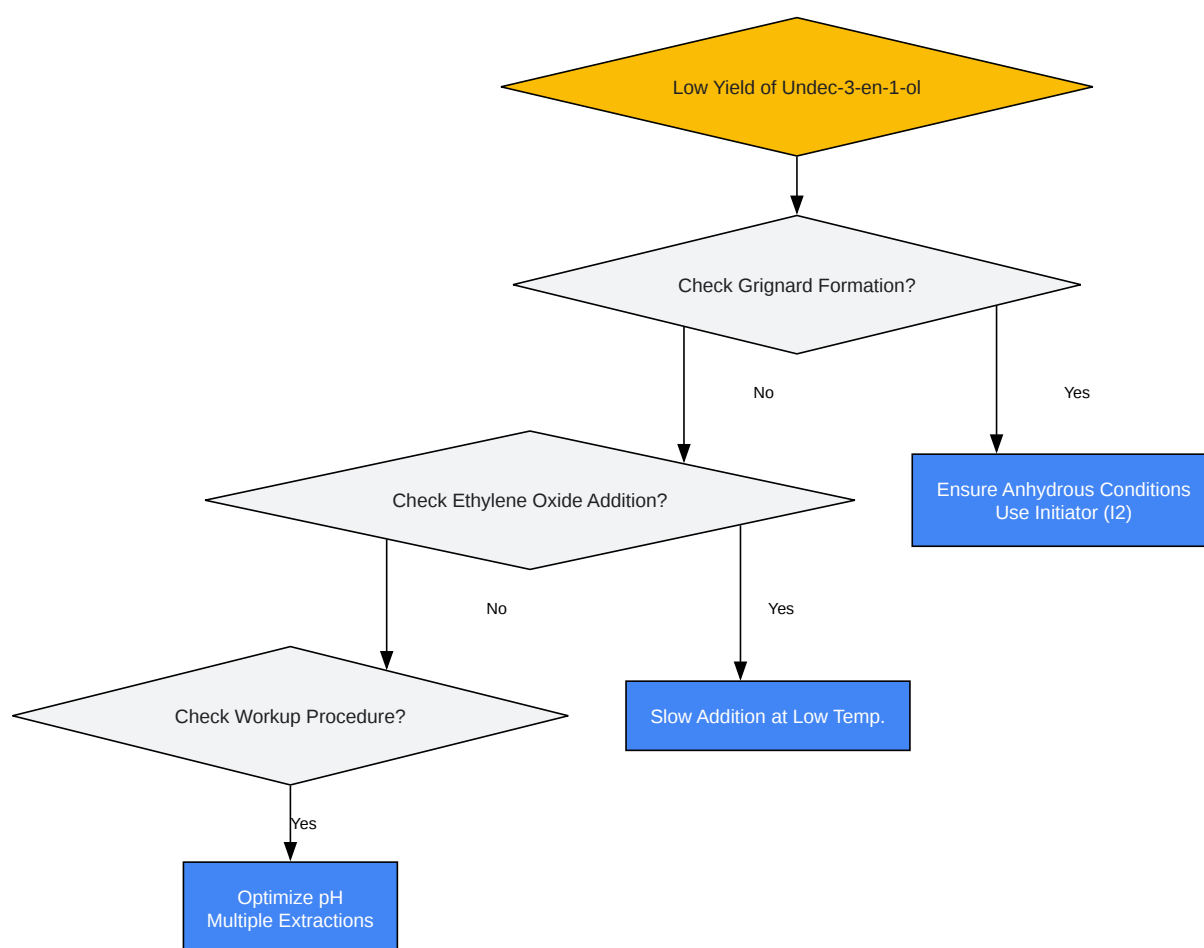 Low Yield of Undec-3-en-1-ol
Check Grignard Formation?
No
Yes
Ensure Anhydrous Conditions
Use Initiator (I2)
Check Ethylene Oxide Addition?
No
Yes
Slow Addition at Low Temp.
Check Workup Procedure?
Yes
Optimize pH
Multiple Extractions